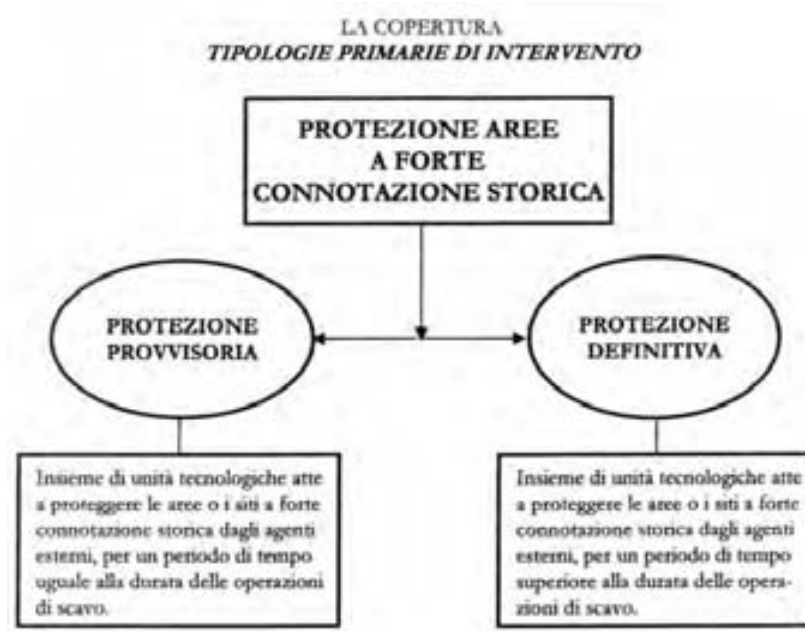 LA COPERTURA
TIPOLOGIE PRIMARIE DI INTERVENTO
PROTEZIONE AREE
A FORTE
CONNOTAZIONE STORICA
PROTEZIONE
PROVVISORIA
PROTEZIONE
DEFINITIVA
Insieme di unità tecnologiche atte
a proteggere le aree o i siti a forte
connotazione storica dagli agenti
esterni, per un periodo di tempo
uguale alla durata delle operazioni
di scavo.
Insieme di unità tecnologiche atte
a proteggere le aree o i siti a forte
connotazione storica dagli agenti
esterni, per un periodo di tempo
superiore alla durata delle opera-
zioni di scavo.